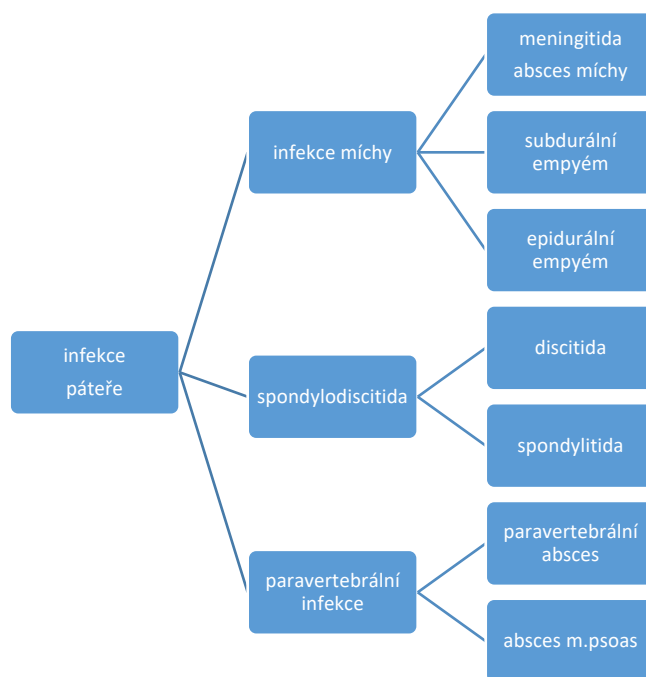 meningitida
absces míchy
infekce míchy
subdurální
empyém
epidurální
empyém
infekce
páteře
spondylodiscitida
discitida
spondylitida
paravertebrální
infekce
paravertebrální
absces
absces m.psoas